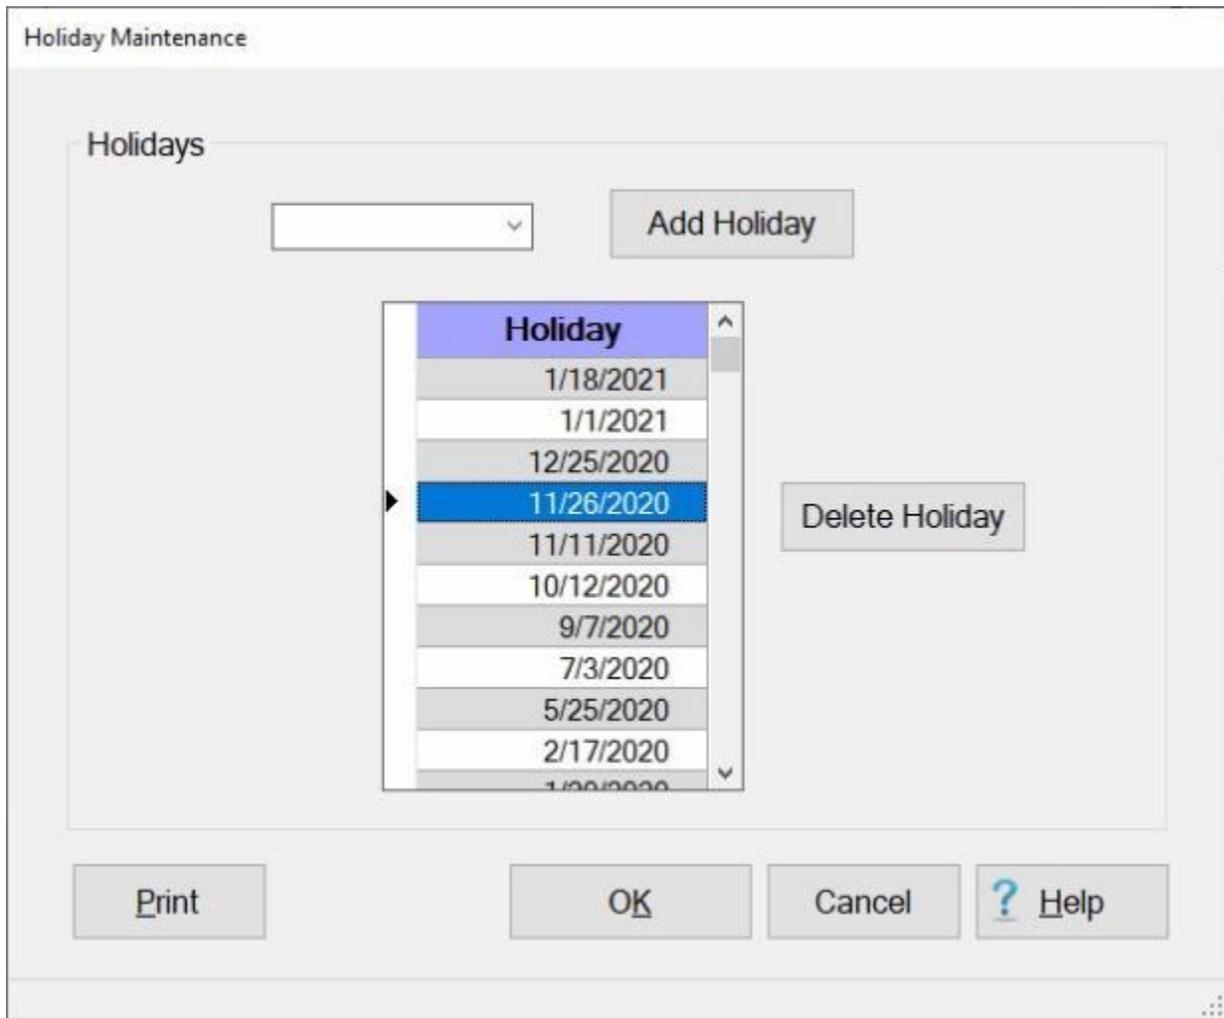 Holiday Maintenance
Holidays
Add Holiday
Holiday
1/18/2021
1/1/2021
12/25/2020
11/26/2020
Delete Holiday
11/11/2020
10/12/2020
9/7/2020
7/3/2020
5/25/2020
2/17/2020
Print
OK
Cancel
? Help